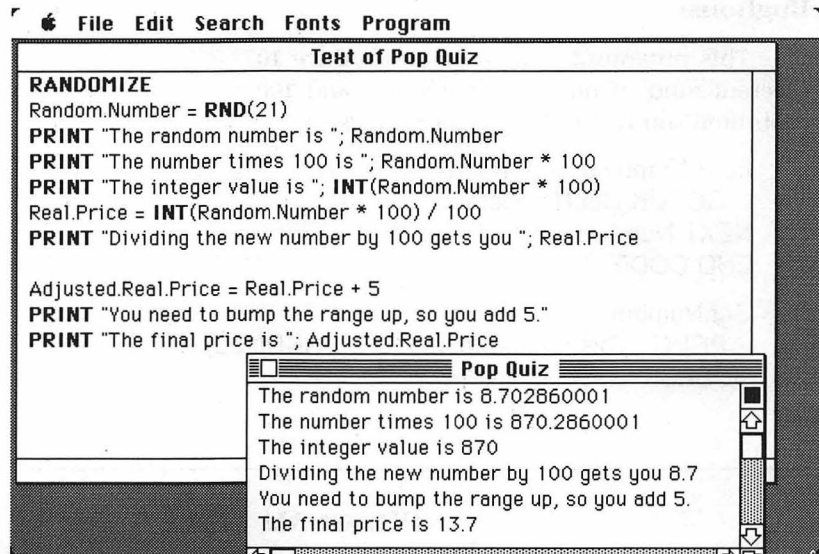 File Edit Search Fonts Program
Text of Pop Quiz
RANDOMIZE
Random.Number = RND(21)
PRINT "The random number is "; Random.Number
PRINT "The number times 100 is "; Random.Number * 100
PRINT "The integer value is "; INT(Random.Number * 100)
Real.Price = INT(Random.Number * 100) / 100
PRINT "Dividing the new number by 100 gets you "; Real.Price
Adjusted.Real.Price = Real.Price + 5
PRINT "You need to bump the range up, so you add 5."
PRINT "The final price is "; Adjusted.Real.Price
Pop Quiz
The random number is 8.702860001
The number times 100 is 870.2860001
The integer value is 870
Dividing the new number by 100 gets you 8.7
You need to bump the range up, so you add 5.
The final price is 13.7